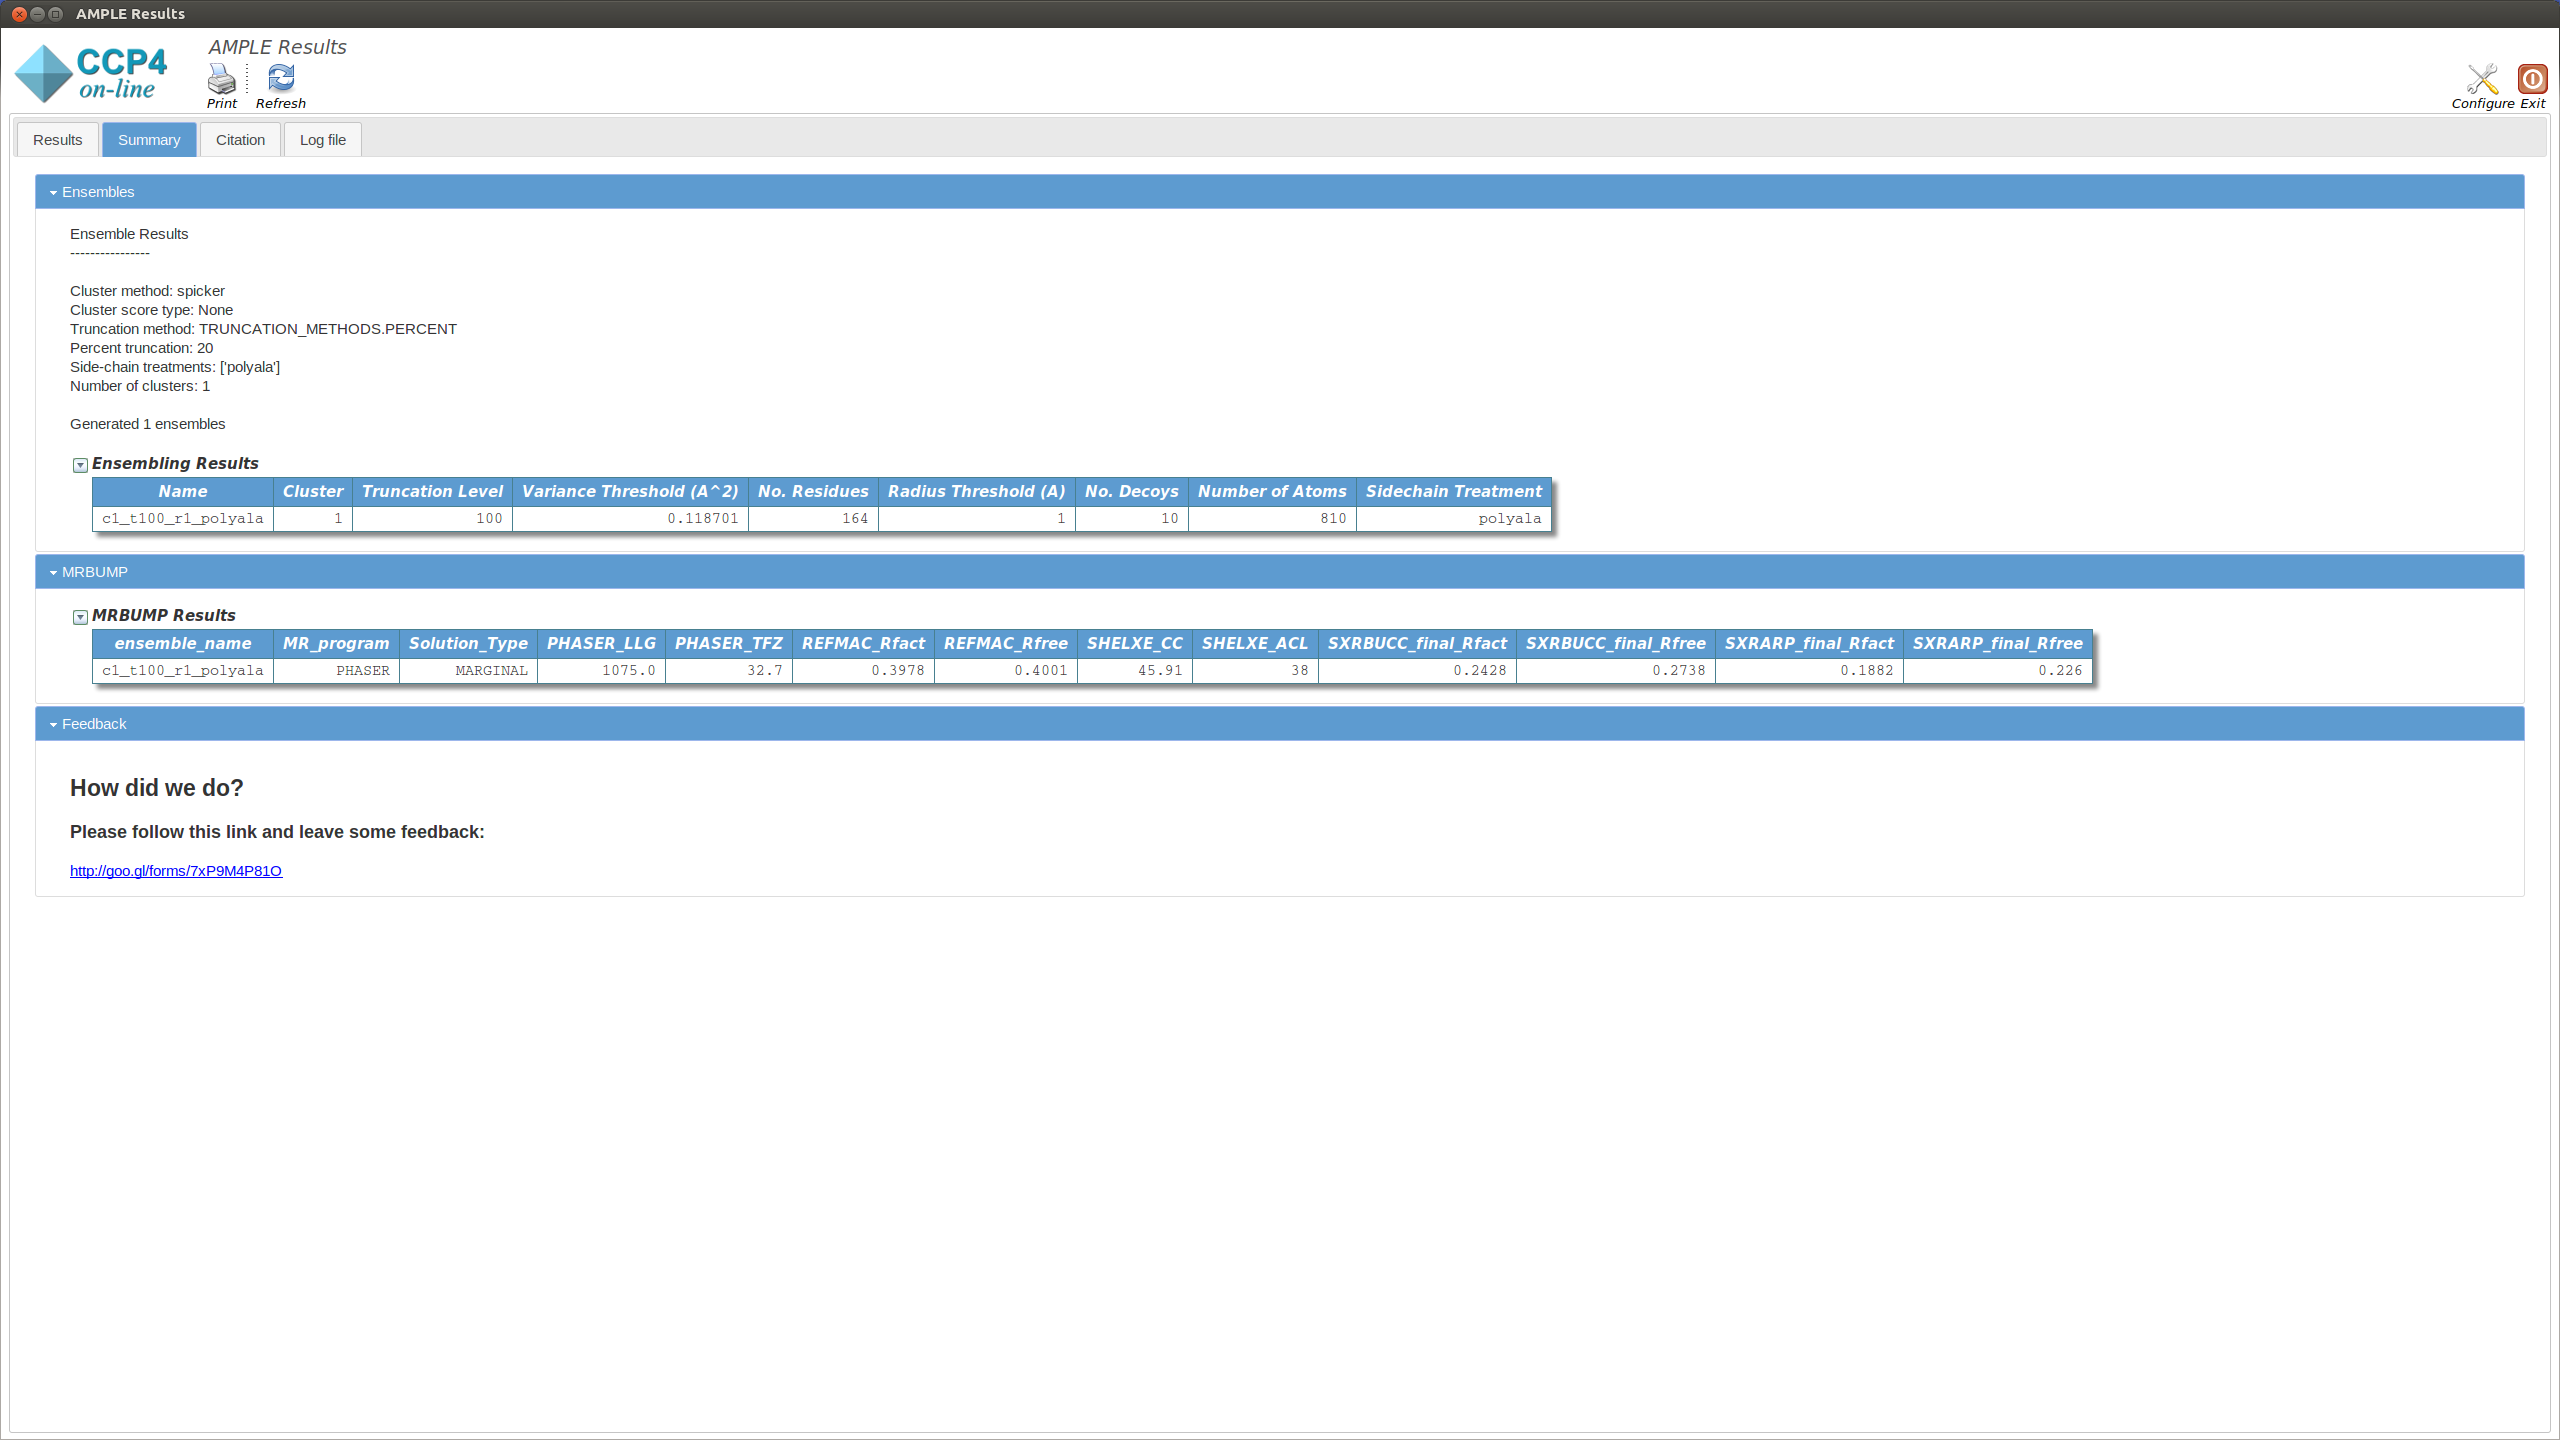 AMPLE Results
CCP4
on-line
AMPLE Results
Print
Refresh
Configure
Exit
Results
Summary
Citation
Log file
Ensembles
Ensemble Results
----------------
Cluster method: spicker
Cluster score type: None
Truncation method: TRUNCATION_METHODS.PERCENT
Percent truncation: 20
Side-chain treatments: ['polyala']
Number of clusters: 1
Generated 1 ensembles
Ensembling Results
Name Cluster Truncation Level Variance Threshold (A^2) No. Residues Radius Threshold (A) No. Decoys Number of Atoms Sidechain Treatment
c1_t100_r1_polyala 1 100 0.118701 164 1 10 810 polyala
MRBUMP
MRBUMP Results
ensemble_name MR_program Solution_Type PHASER_LLG PHASER_TFZ REFMAC_Rfact REFMAC_Rfree SHELXE_CC SHELXE_ACL SXRBUCC_final_Rfact SXRBUCC_final_Rfree SXRARP_final_Rfact SXRARP_final_Rfree
c1_t100_r1_polyala PHASER MARGINAL 1075.0 32.7 0.3978 0.4001 45.91 38 0.2428 0.2738 0.1882 0.226
Feedback
How did we do?
Please follow this link and leave some feedback:
http://goo.gl/forms/7xP9M4P81O